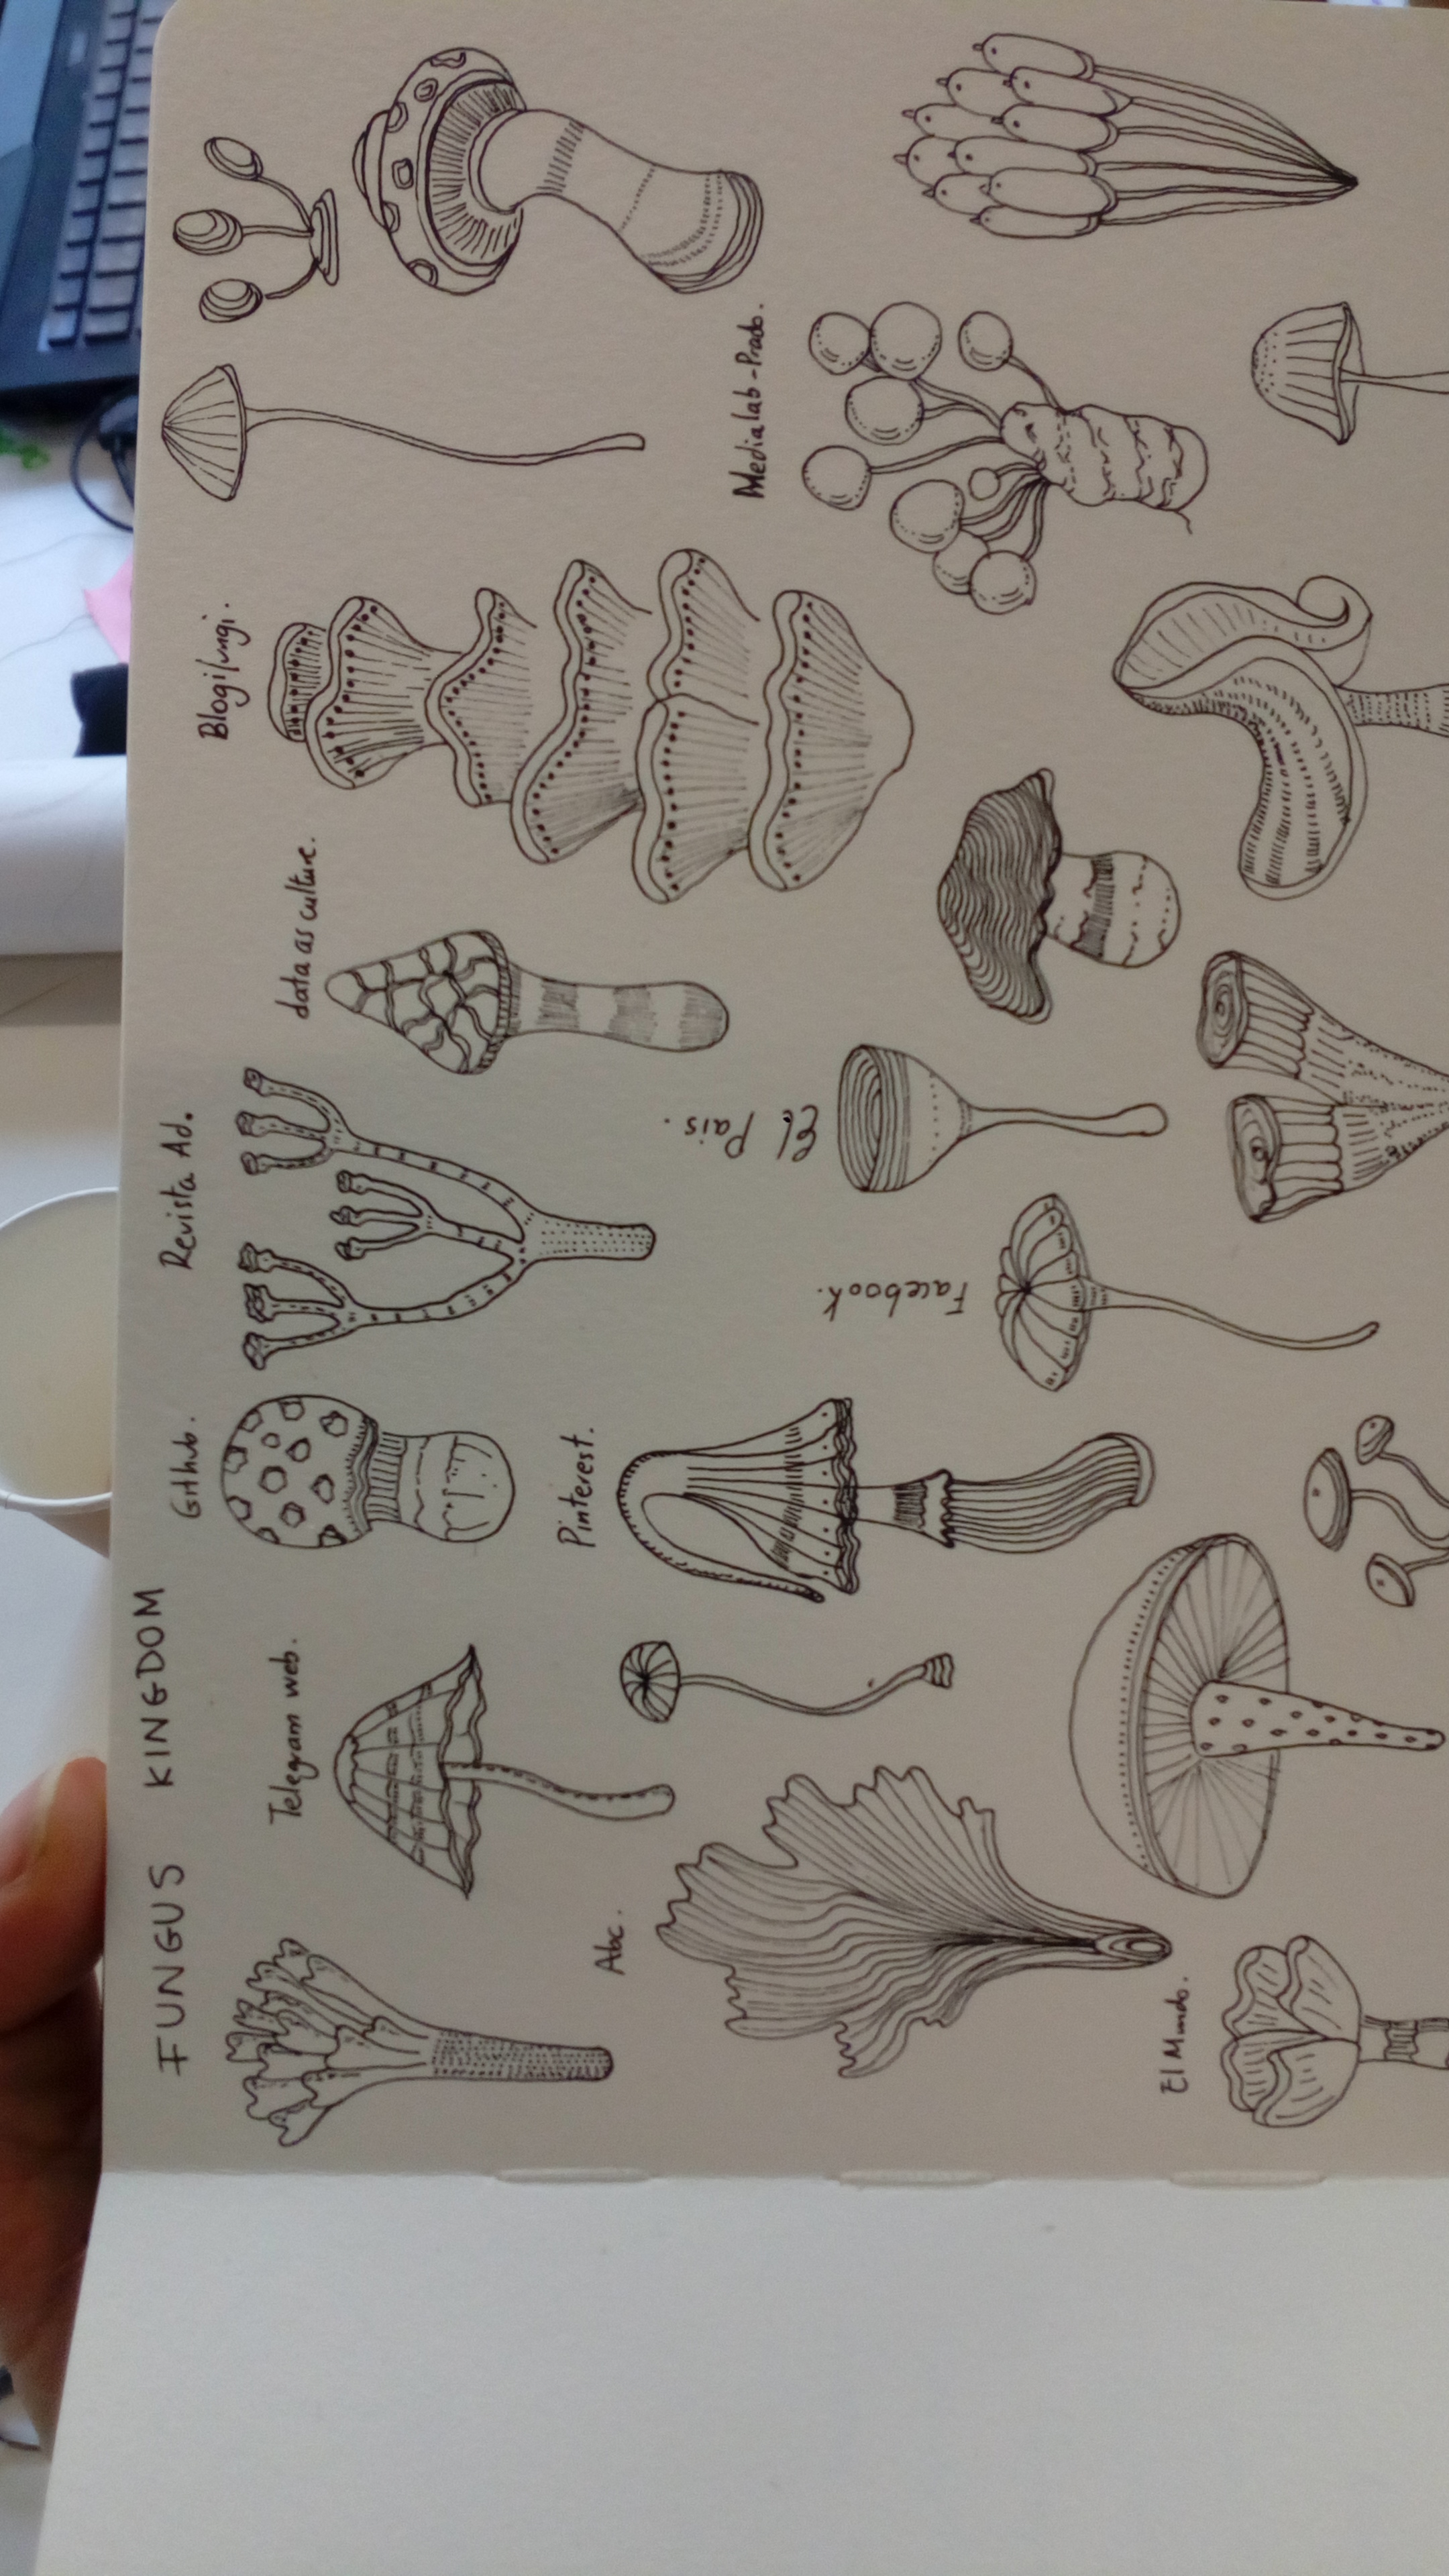 FUNGUS KINGDOM
Telegram web.
Github.
Revista Ad.
data as culture.
Blogifungi.
Abc.
Pinterest.
Facebook.
El Pais.
Medialab-Prado.
El Mundo.